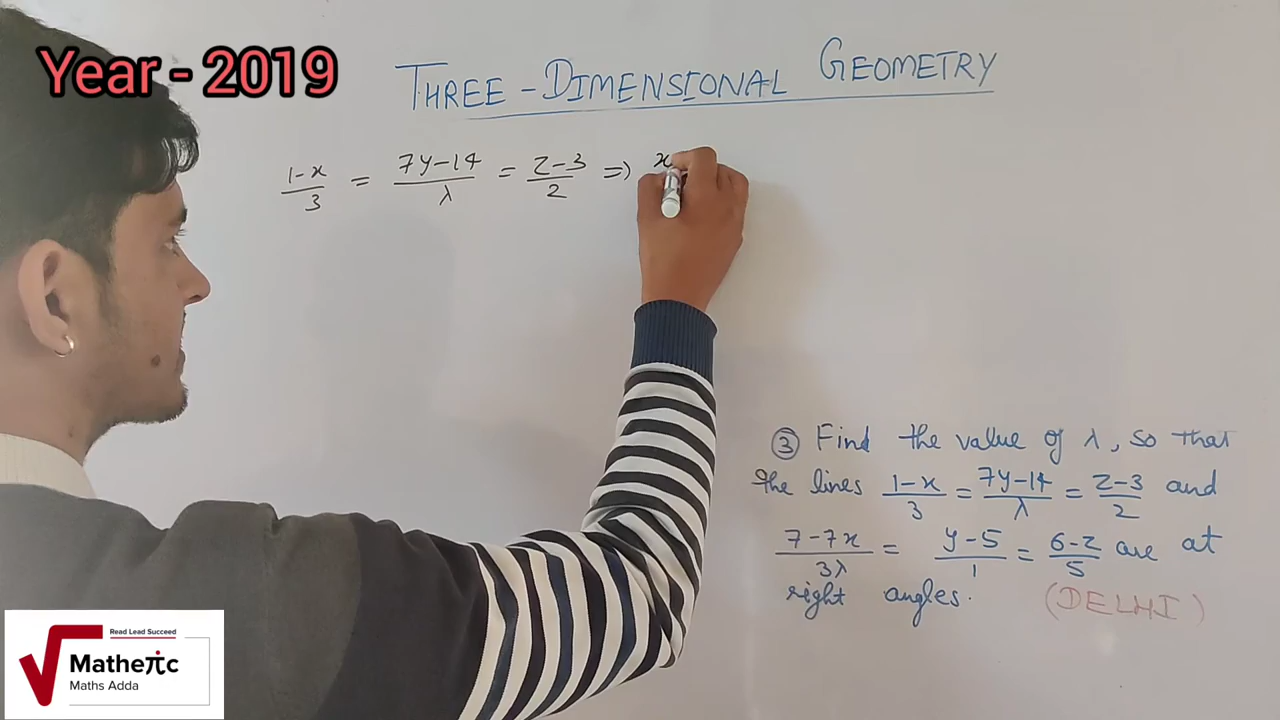 Year - 2019
THREE-DIMENSIONAL GEOMETRY
1-x/3 = 7y-14/λ = z-3/2 => x
③ Find the value of λ, so that
the lines 1-x/3 = 7y-14/λ = z-3/2 and
7-7x/3λ = y-5/1 = 6-z/5 are at
right angles. (DELHI)
Read Lead Succeed
Matheπc
Maths Adda